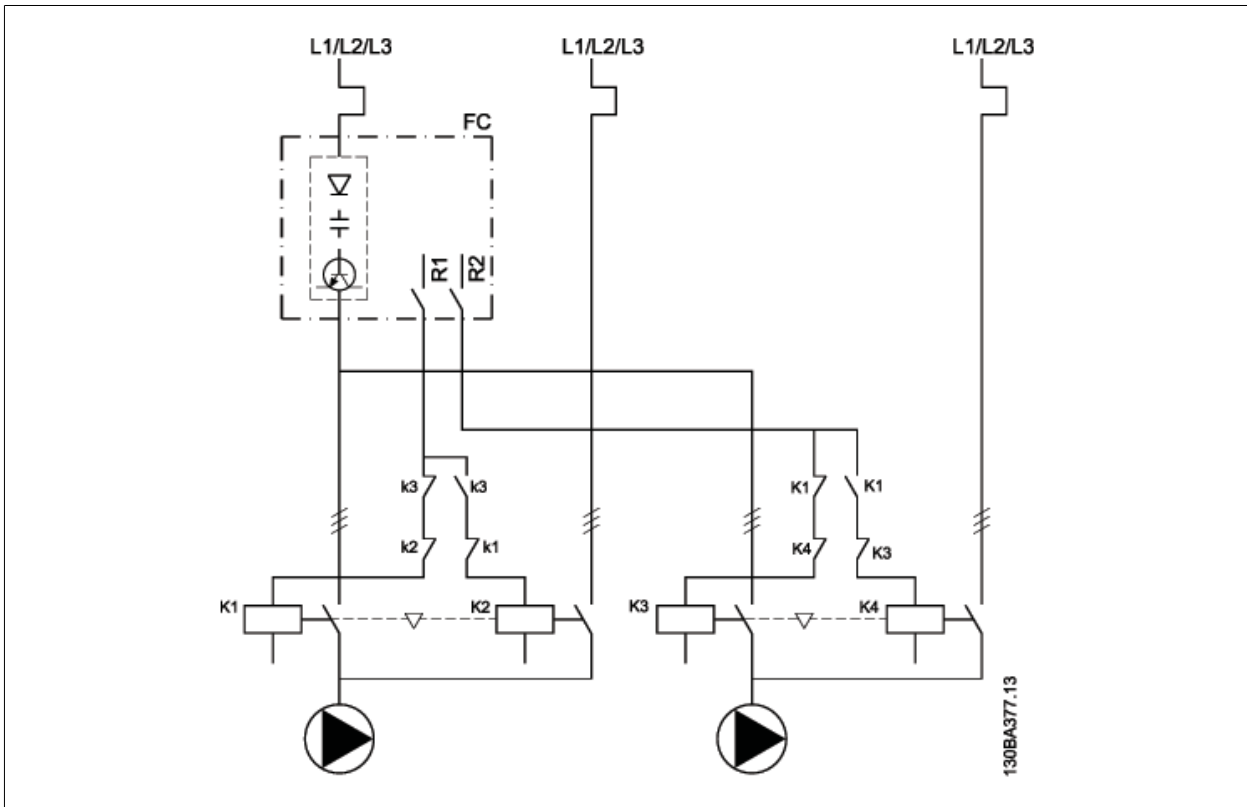 L1/L2/L3 L1/L2/L3 L1/L2/L3
FC
R1 R2
k3 k3 K1 K1
k2 k1 K4 K3
K1 K2 K3 K4
130BA377.13